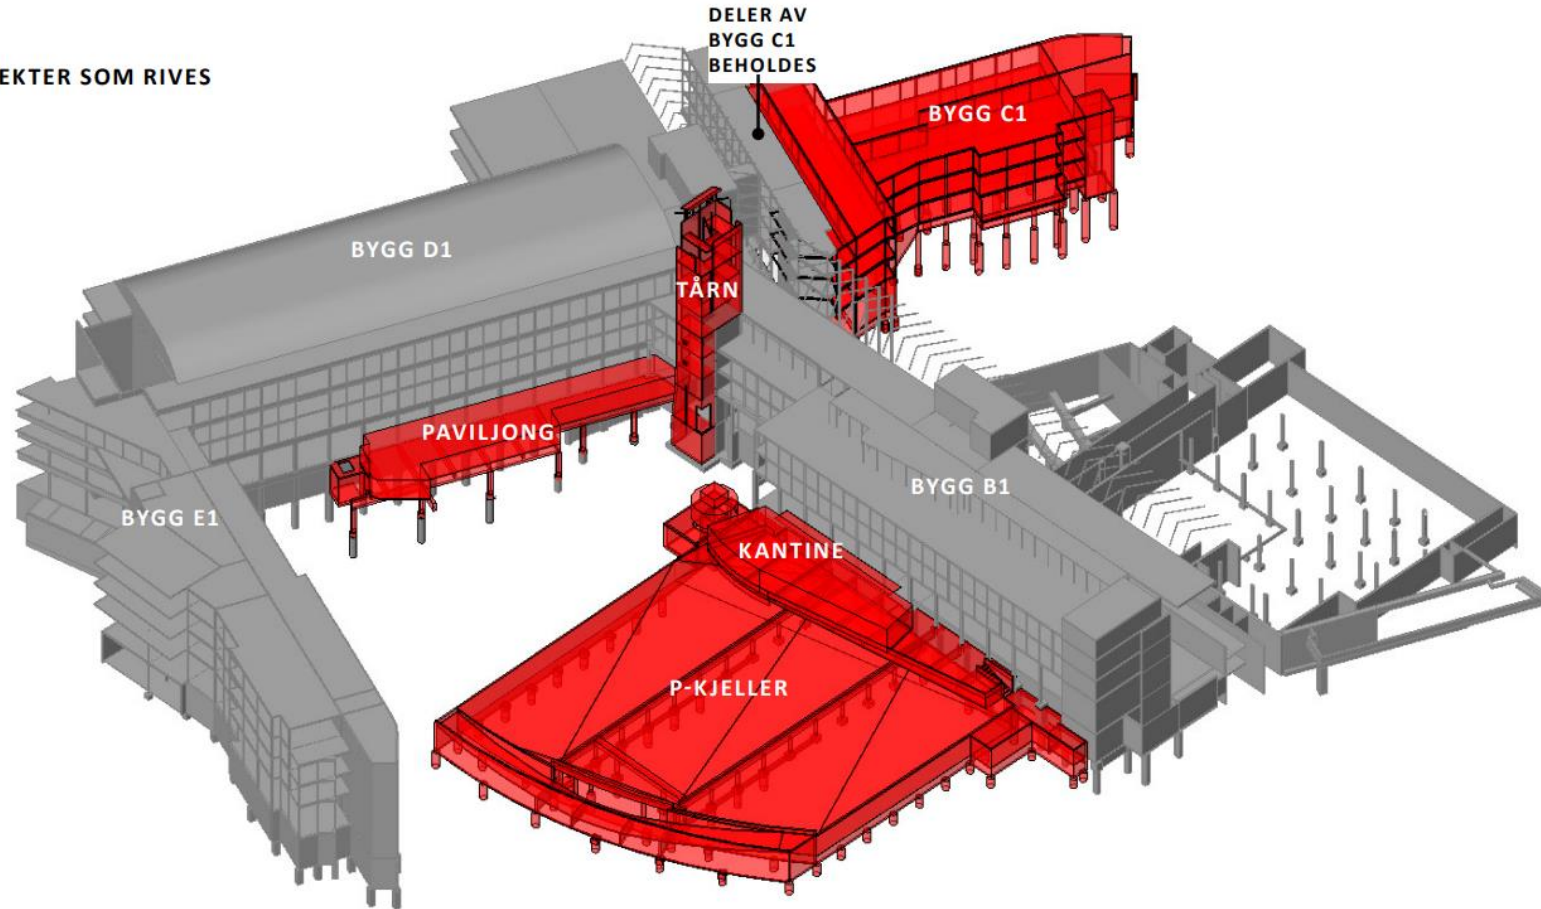 DELER AV
BYGG C1
BEHOLDES
EKTER SOM RIVES
BYGG C1
BYGG D1
TÅRN
PAVILJONG
BYGG B1
BYGG E1
KANTINE
P-KJELLER